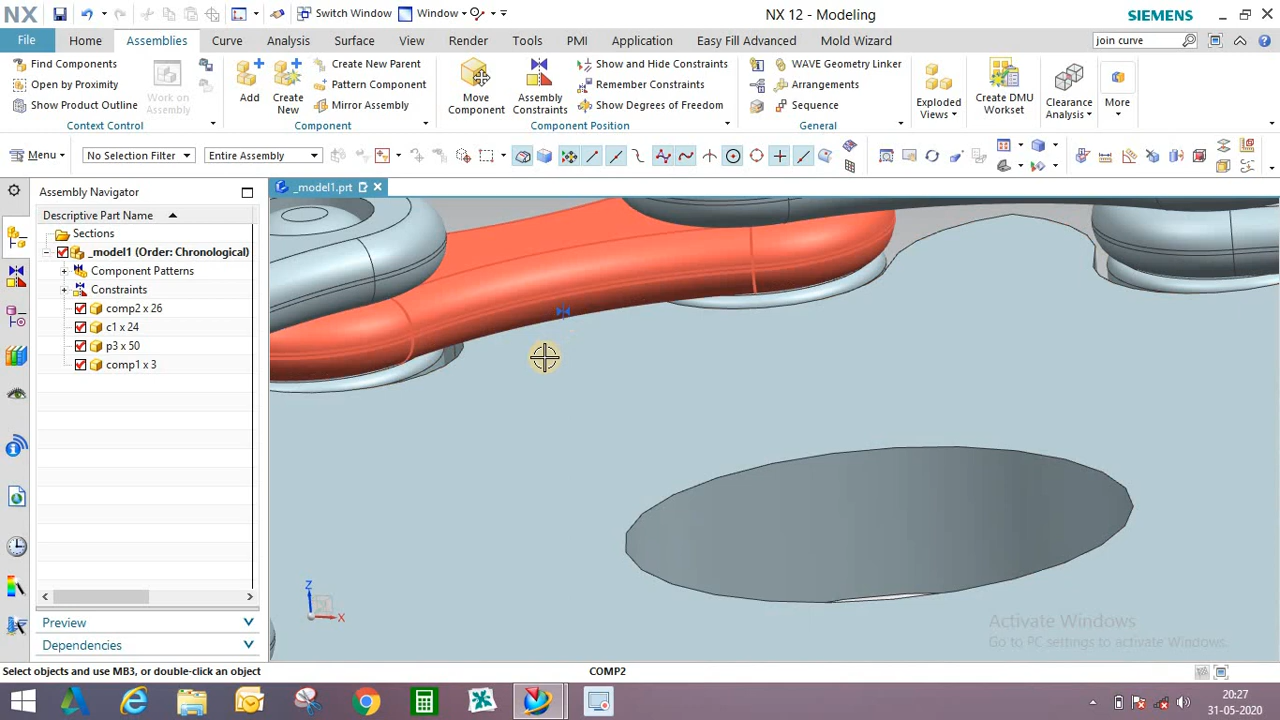 NX
Switch Window
Window
NX 12 - Modeling
SIEMENS
File
Home
Assemblies
Curve
Analysis
Surface
View
Render
Tools
PMI
Application
Easy Fill Advanced
Mold Wizard
join curve
Find Components
Open by Proximity
Show Product Outline
Work on
Assembly
Context Control
Add
Create
New
Create New Parent
Pattern Component
Mirror Assembly
Component
Move
Component
Assembly
Constraints
Show and Hide Constraints
Remember Constraints
Show Degrees of Freedom
Component Position
WAVE Geometry Linker
Arrangements
Sequence
General
Exploded
Views
Create DMU
Workset
Clearance
Analysis
More
Menu
No Selection Filter
Entire Assembly
Assembly Navigator
_model1.prt
Descriptive Part Name
Sections
_model1 (Order: Chronological)
Component Patterns
Constraints
comp2 x 26
c1 x 24
p3 x 50
comp1 x 3
Z
X
Preview
Dependencies
Activate Windows
Go to PC settings to activate Windows.
Select objects and use MB3, or double-click an object
COMP2
20:27
31-05-2020